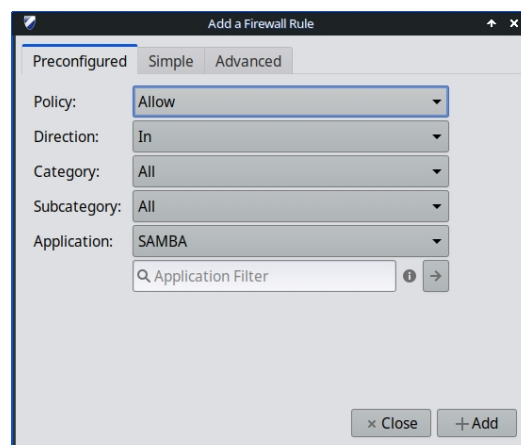 Add a Firewall Rule
Preconfigured Simple Advanced
Policy: Allow
Direction: In
Category: All
Subcategory: All
Application: SAMBA
Application Filter
Close Add